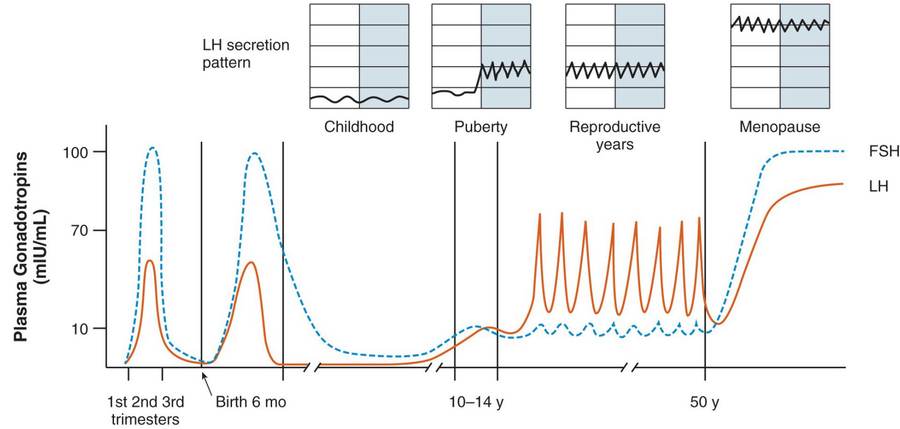 LH secretion
pattern
Childhood
Puberty
Reproductive
years
Menopause
Plasma Gonadotropins
(mIU/mL)
100
70
10
FSH
LH
1st 2nd 3rd
trimesters
Birth 6 mo
10–14 y
50 y